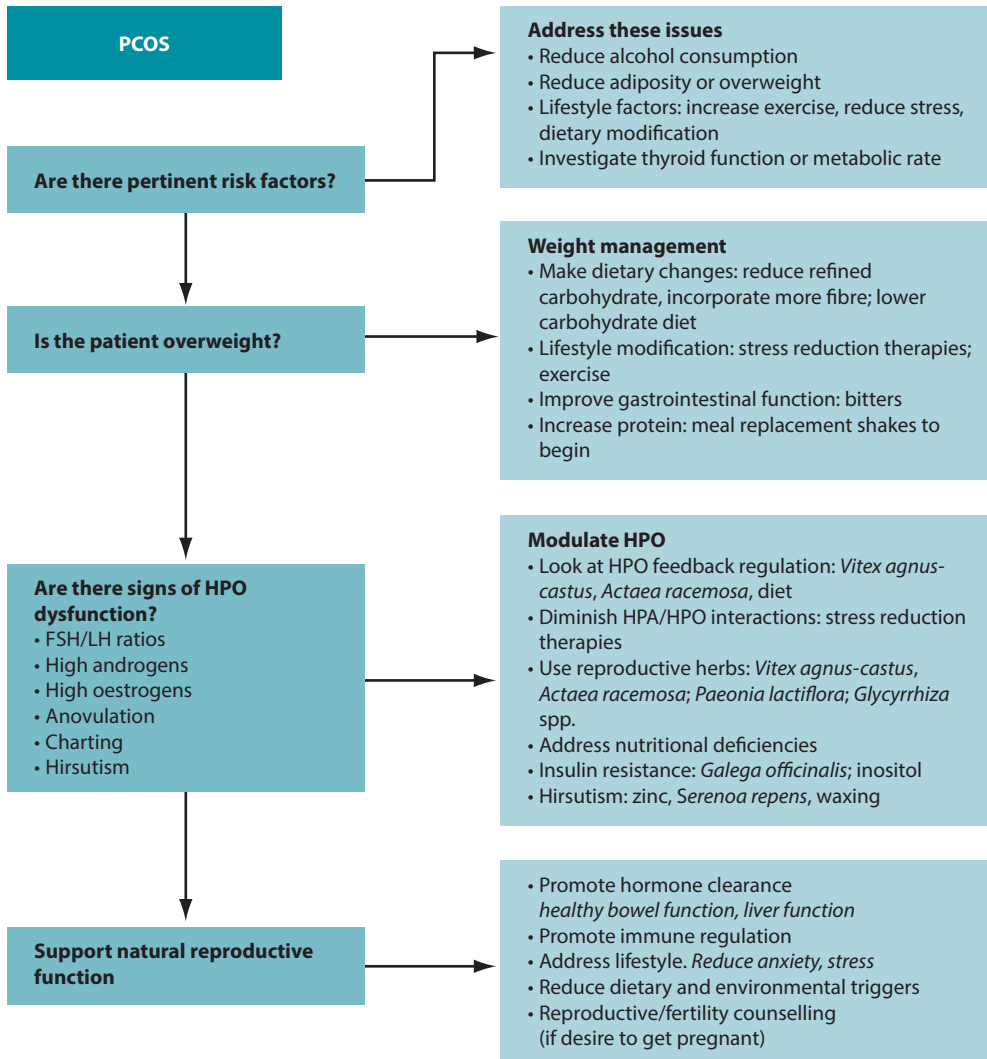 PCOS
Address these issues
• Reduce alcohol consumption
• Reduce adiposity or overweight
• Lifestyle factors: increase exercise, reduce stress,
dietary modification
• Investigate thyroid function or metabolic rate
Are there pertinent risk factors?
Weight management
• Make dietary changes: reduce refined
carbohydrate, incorporate more fibre; lower
carbohydrate diet
• Lifestyle modification: stress reduction therapies;
exercise
• Improve gastrointestinal function: bitters
• Increase protein: meal replacement shakes to
begin
Is the patient overweight?
Modulate HPO
• Look at HPO feedback regulation: Vitex agnus-
castus, Actaea racemosa, diet
• Diminish HPA/HPO interactions: stress reduction
therapies
• Use reproductive herbs: Vitex agnus-castus,
Actaea racemosa; Paeonia lactiflora; Glycyrrhiza
spp.
• Address nutritional deficiencies
• Insulin resistance: Galega officinalis; inositol
• Hirsutism: zinc, Serenoa repens, waxing
Are there signs of HPO
dysfunction?
• FSH/LH ratios
• High androgens
• High oestrogens
• Anovulation
• Charting
• Hirsutism
Support natural reproductive
function
• Promote hormone clearance
healthy bowel function, liver function
• Promote immune regulation
• Address lifestyle. Reduce anxiety, stress
• Reduce dietary and environmental triggers
• Reproductive/fertility counselling
(if desire to get pregnant)